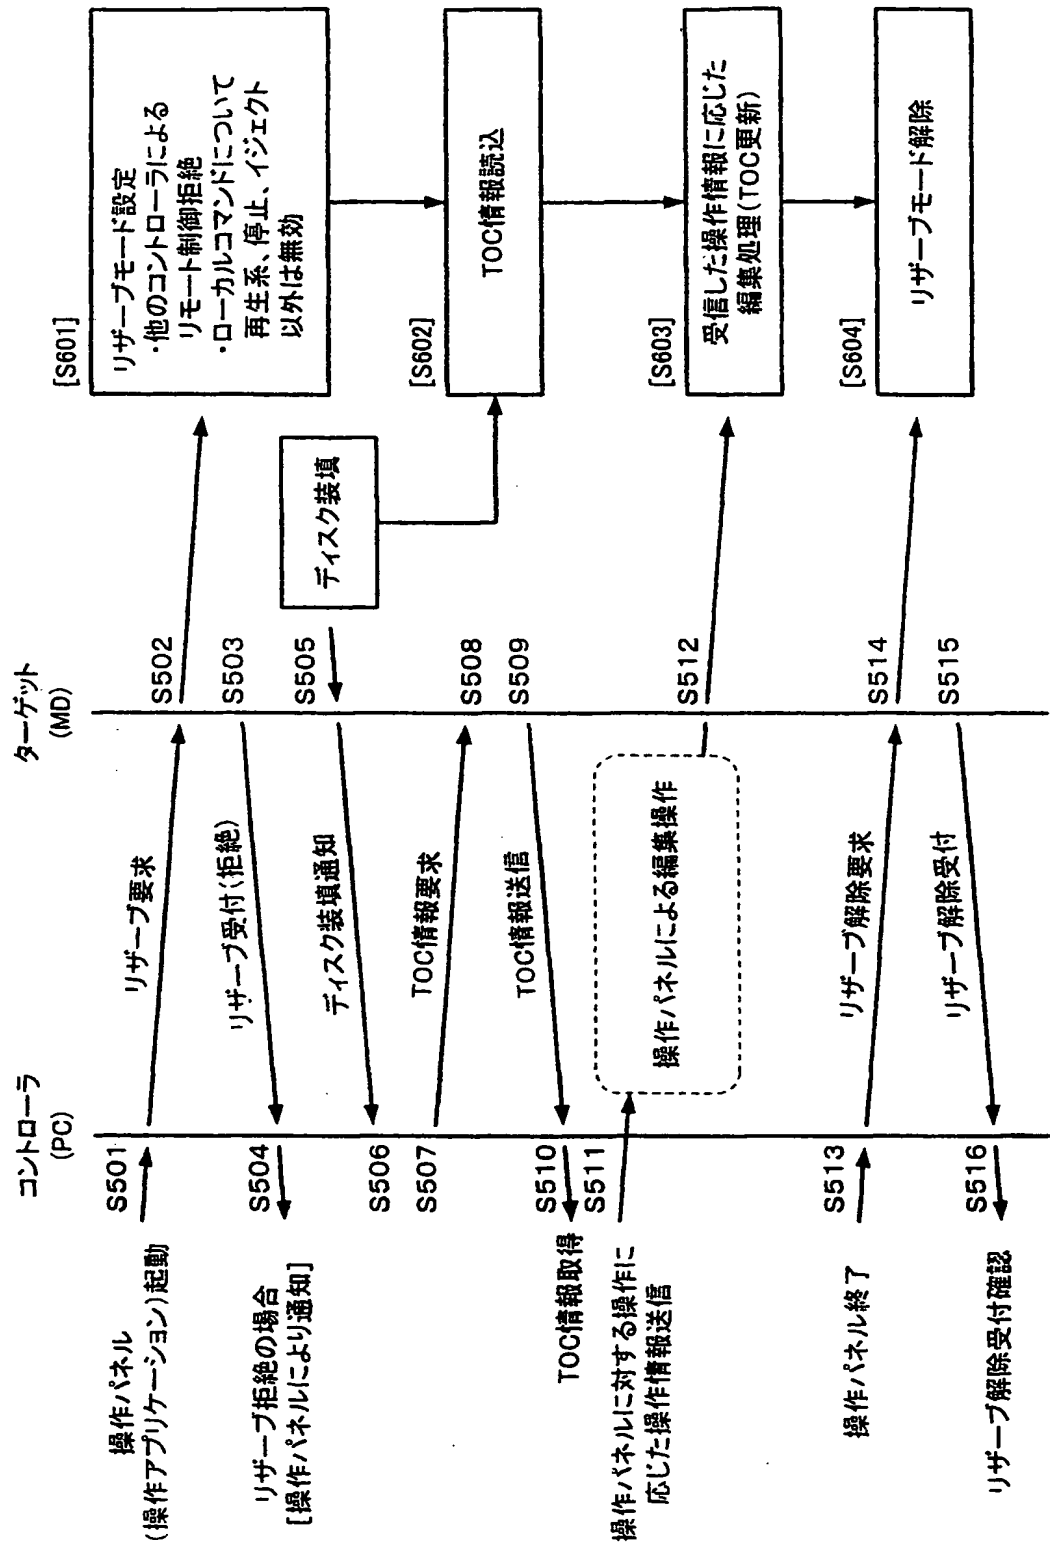 コントローラ
(PC)
ターゲット
(MD)
操作パネル
(操作アプリケーション)起動
S501
リザーブ要求
S502
[S601]
リザーブモード設定
・他のコントローラによる
リモート制御拒絶
・ローカルコマンドについて
再生系、停止、イジェクト
以外は無効
S503
リザーブ受付(拒絶)
S504
リザーブ拒絶の場合
[操作パネルにより通知]
ディスク装填
S505
ディスク装填通知
S506
S507
TOC情報要求
S508
[S602]
TOC情報読込
S509
TOC情報送信
S510
TOC情報取得
S511
操作パネルに対する操作に
応じた操作情報送信
操作パネルによる編集操作
S512
[S603]
受信した操作情報に応じた
編集処理(TOC更新)
操作パネル終了
S513
リザーブ解除要求
S514
[S604]
リザーブモード解除
S515
リザーブ解除受付
S516
リザーブ解除受付確認